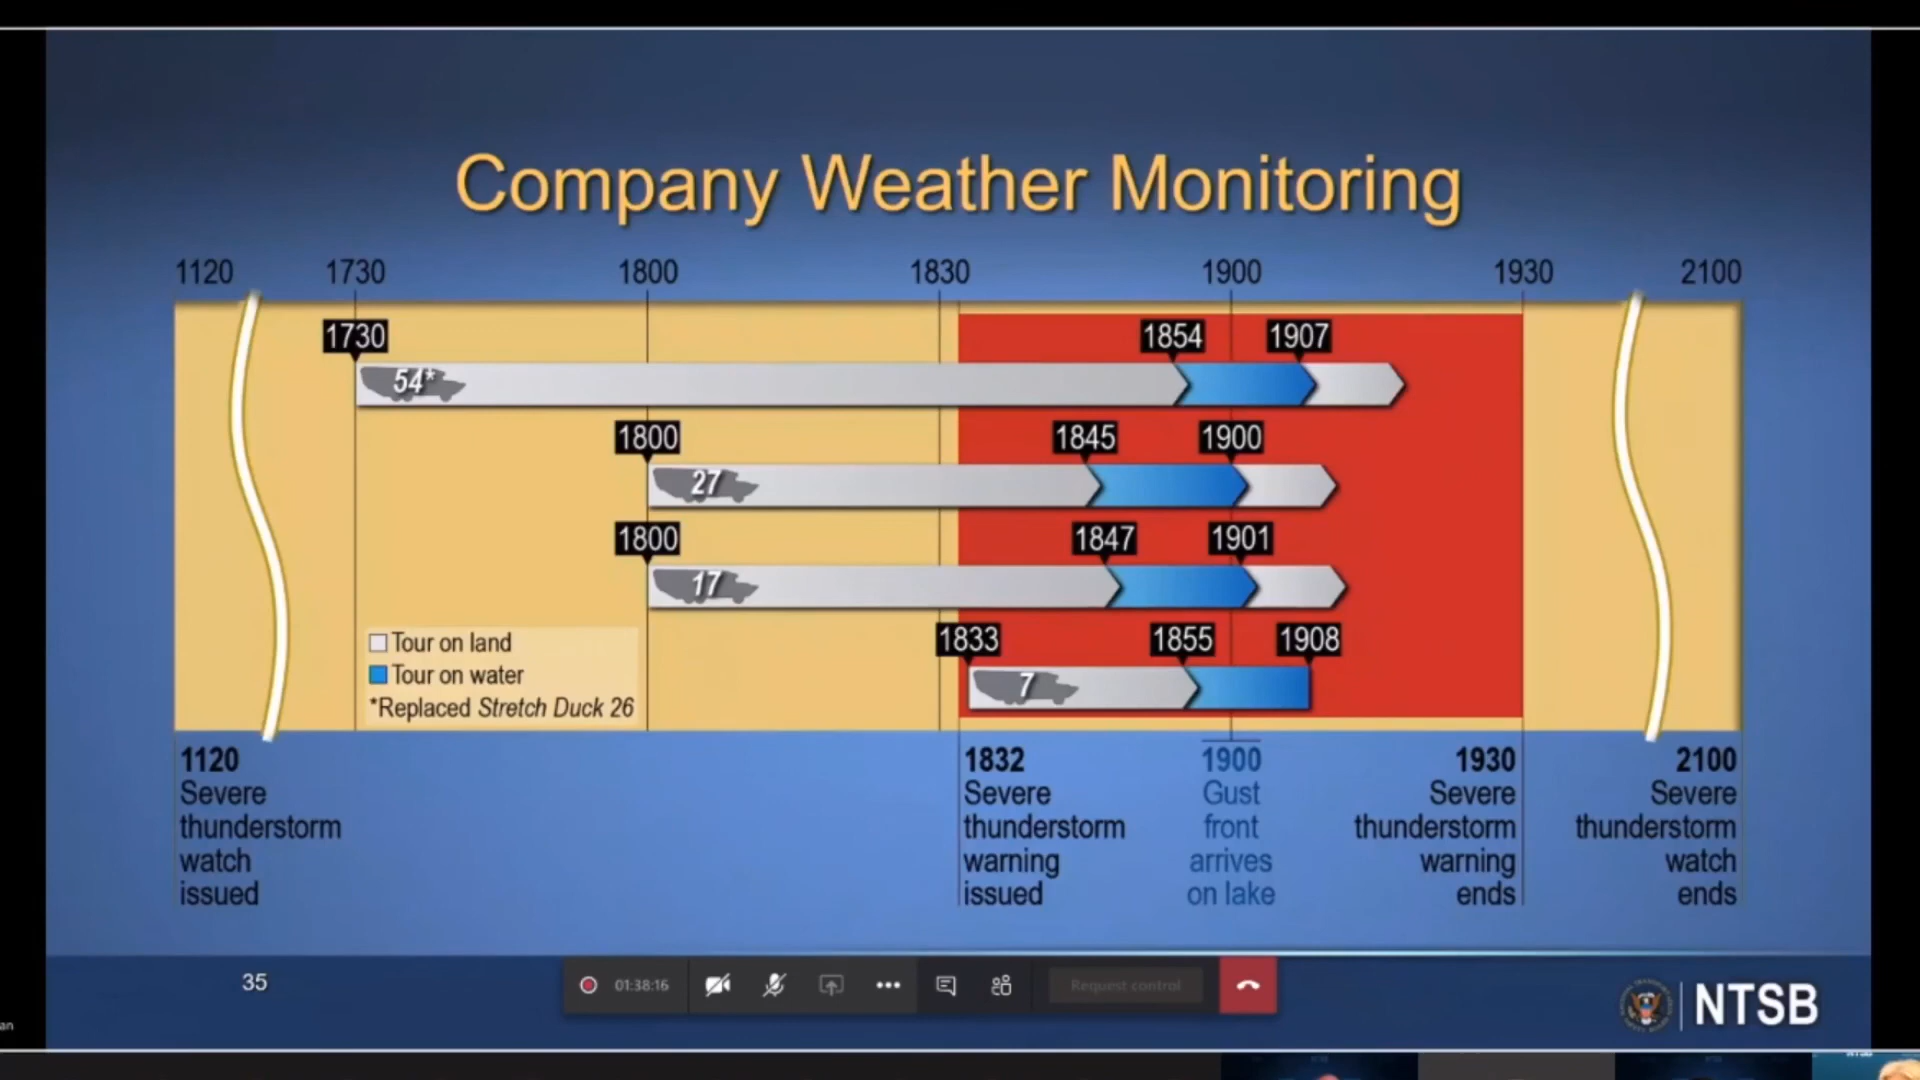 Company Weather Monitoring
1120 1730 1800 1830 1900 1930 2100
1730 1854 1907
54*
1800 1845 1900
27
1800 1847 1901
17
1833 1855 1908
7
Tour on land
Tour on water
*Replaced Stretch Duck 26
1120
Severe
thunderstorm
watch
issued
1832
Severe
thunderstorm
warning
issued
1900
Gust
front
arrives
on lake
1930
Severe
thunderstorm
warning
ends
2100
Severe
thunderstorm
watch
ends
35
01:38:16
Request control
NTSB
an